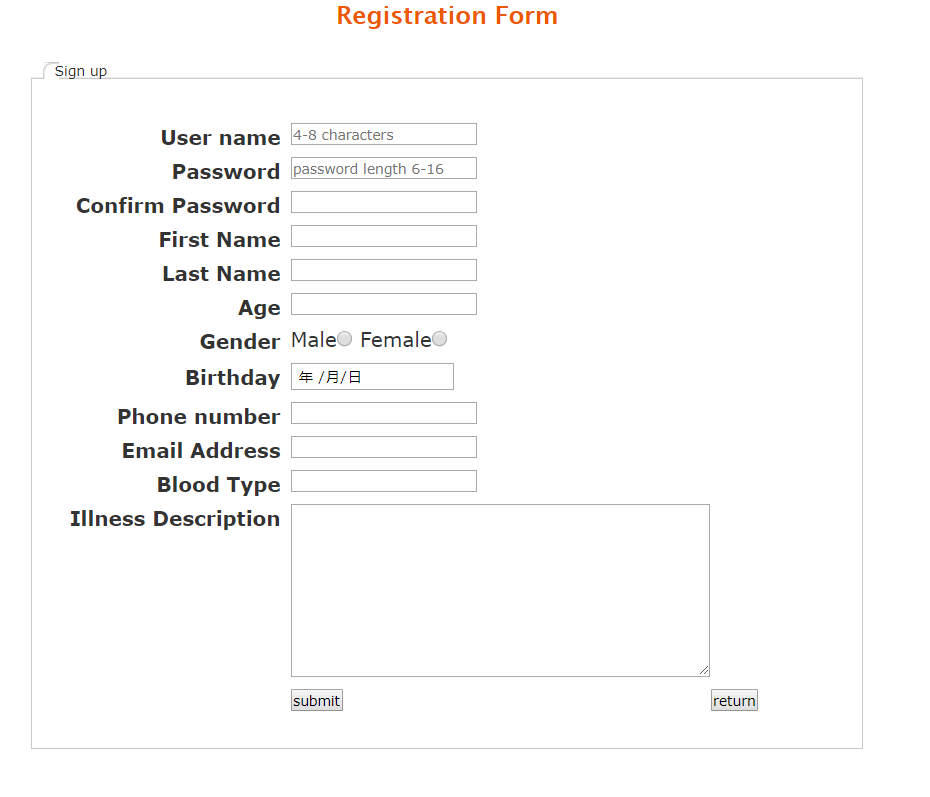 Registration Form
Sign up
User name 4-8 characters
Password password length 6-16
Confirm Password
First Name
Last Name
Age
Gender Male Female
Birthday 年 /月/日
Phone number
Email Address
Blood Type
Illness Description
submit return